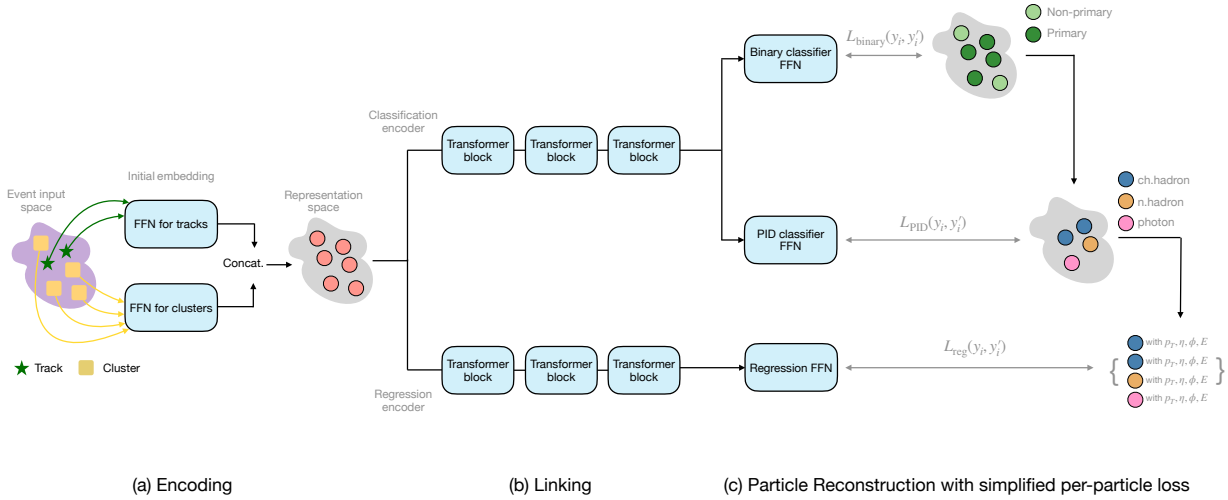 Non-primary
Primary
Binary classifier
FFN
L_binary(y_i, y'_i)
Classification
encoder
Transformer
block
Transformer
block
Transformer
block
Event input
space
Initial embedding
FFN for tracks
Representation
space
Concat.
FFN for clusters
ch.hadron
n.hadron
photon
PID classifier
FFN
L_PID(y_i, y'_i)
Track
Cluster
Regression
encoder
Transformer
block
Transformer
block
Transformer
block
Regression FFN
L_reg(y_i, y'_i)
{ with p_T, η, ϕ, E
with p_T, η, ϕ, E
with p_T, η, ϕ, E
with p_T, η, ϕ, E }
(a) Encoding
(b) Linking
(c) Particle Reconstruction with simplified per-particle loss